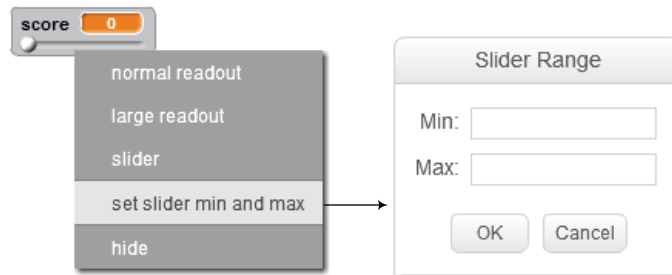 score 0
normal readout
large readout
slider
set slider min and max
hide
Slider Range
Min:
Max:
OK Cancel